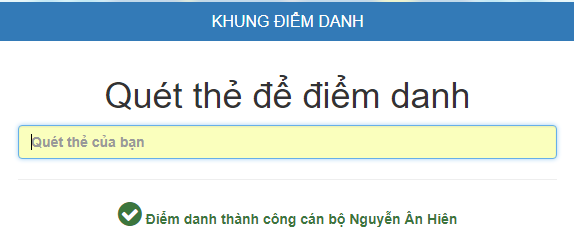 KHUNG ĐIỂM DANH
Quét thẻ để điểm danh
Quét thẻ của bạn
Điểm danh thành công cán bộ Nguyễn Ân Hiên